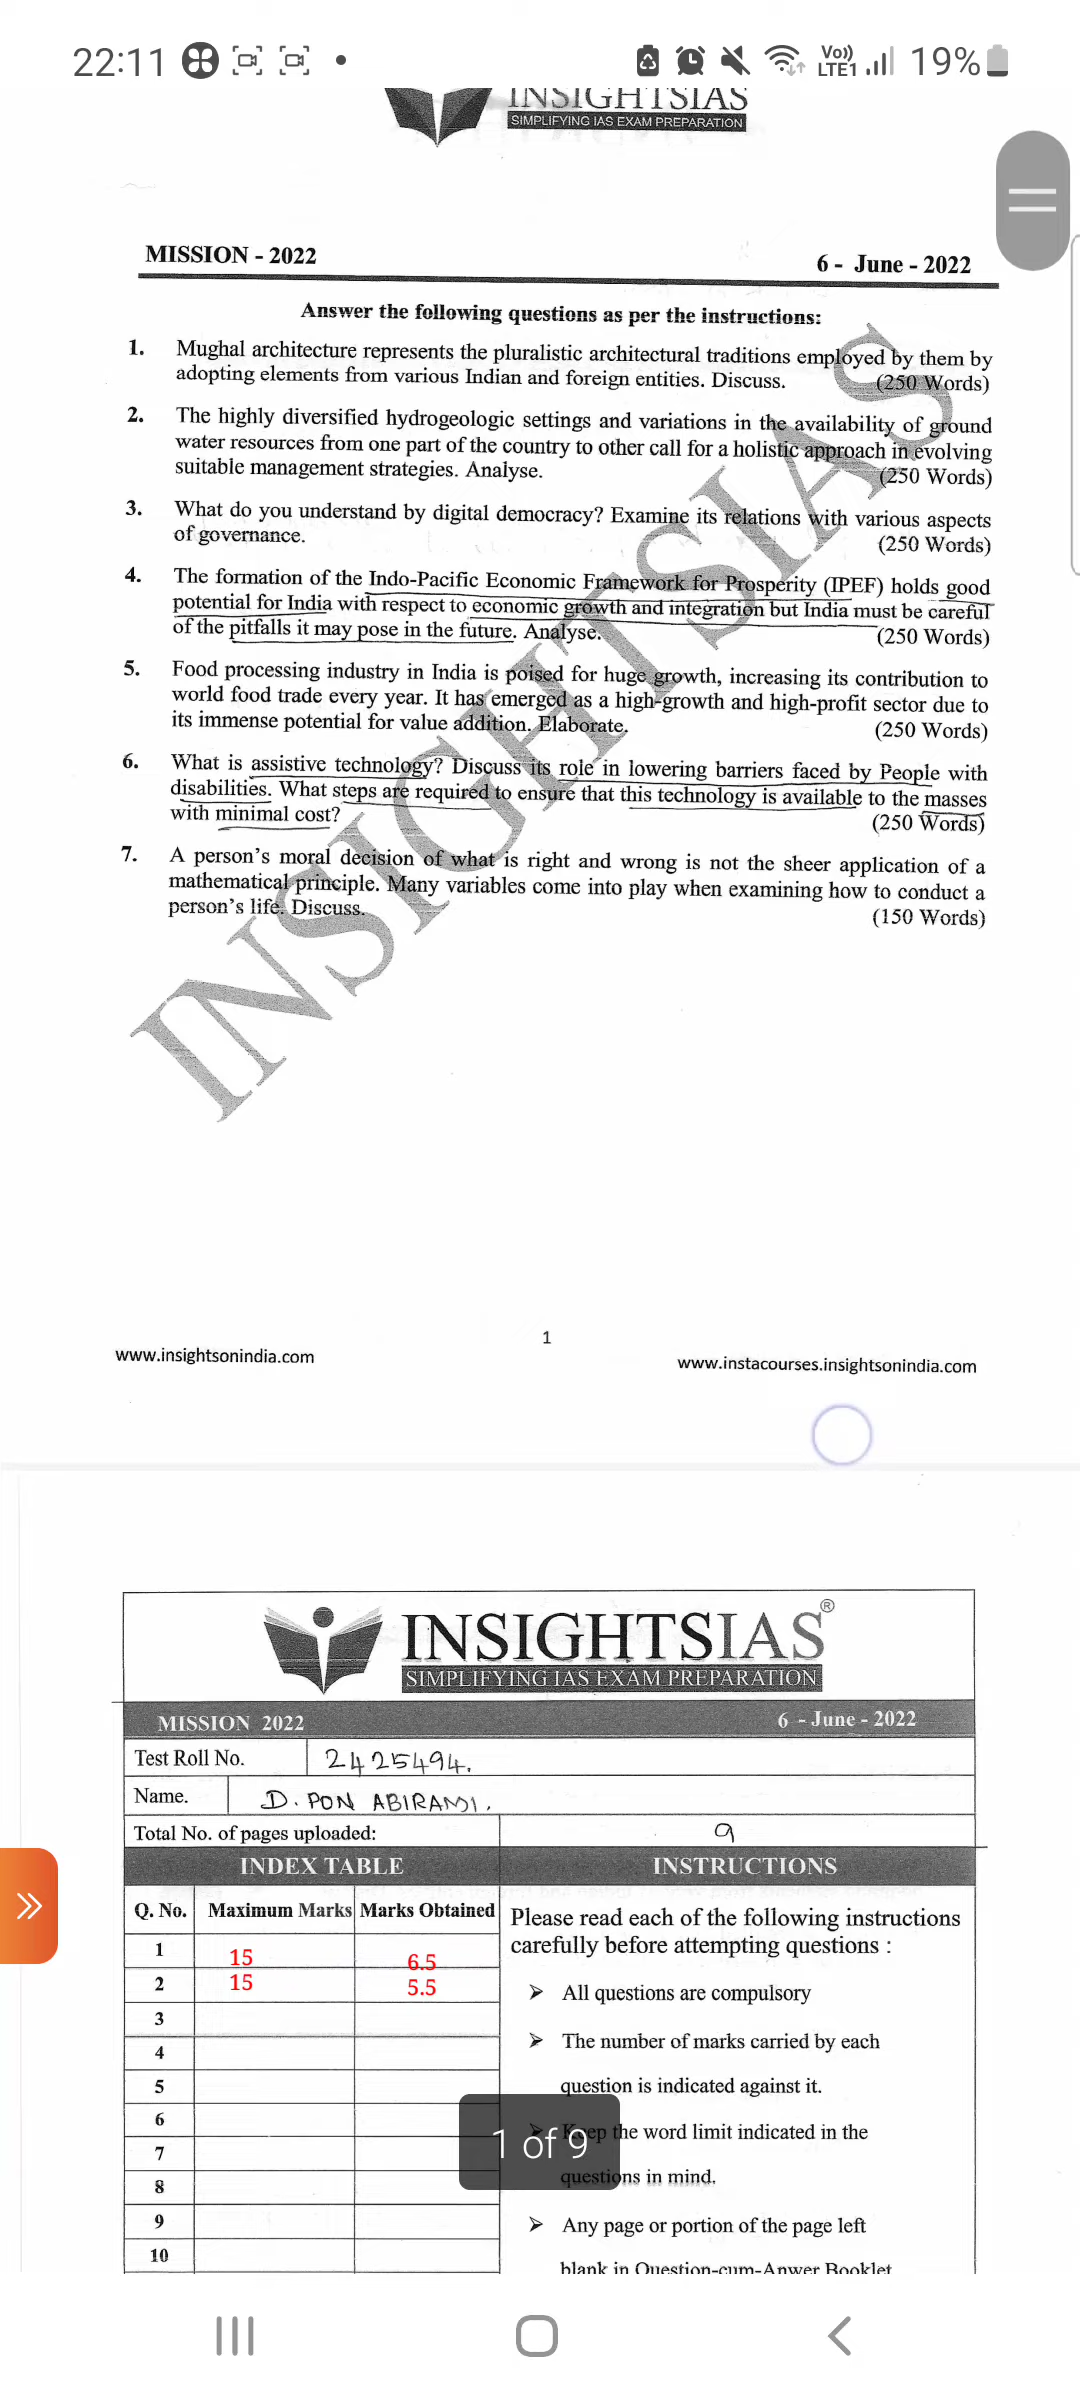 22:11
Vo)) LTE1 19%
INSIGHTSIAS
SIMPLIFYING IAS EXAM PREPARATION
MISSION - 2022
6 - June - 2022
Answer the following questions as per the instructions:
1. Mughal architecture represents the pluralistic architectural traditions employed by them by
adopting elements from various Indian and foreign entities. Discuss. (250 Words)
2. The highly diversified hydrogeologic settings and variations in the availability of ground
water resources from one part of the country to other call for a holistic approach in evolving
suitable management strategies. Analyse. (250 Words)
3. What do you understand by digital democracy? Examine its relations with various aspects
of governance. (250 Words)
4. The formation of the Indo-Pacific Economic Framework for Prosperity (IPEF) holds good
potential for India with respect to economic growth and integration but India must be careful
of the pitfalls it may pose in the future. Analyse. (250 Words)
5. Food processing industry in India is poised for huge growth, increasing its contribution to
world food trade every year. It has emerged as a high-growth and high-profit sector due to
its immense potential for value addition. Elaborate. (250 Words)
6. What is assistive technology? Discuss its role in lowering barriers faced by People with
disabilities. What steps are required to ensure that this technology is available to the masses
with minimal cost? (250 Words)
7. A person's moral decision of what is right and wrong is not the sheer application of a
mathematical principle. Many variables come into play when examining how to conduct a
person's life. Discuss. (150 Words)
INSIGHTSIAS
1
www.insightsonindia.com
www.instacourses.insightsonindia.com
INSIGHTSIAS®
SIMPLIFYING IAS EXAM PREPARATION
MISSION 2022 6 - June - 2022
Test Roll No. 2425494.
Name. D. PON ABIRAMI.
Total No. of pages uploaded: 9
INDEX TABLE INSTRUCTIONS
Q. No. Maximum Marks Marks Obtained
1 15 6.5
2 15 5.5
3
4
5
6
7
8
9
10
Please read each of the following instructions
carefully before attempting questions :
➤ All questions are compulsory
➤ The number of marks carried by each
question is indicated against it.
➤ Keep the word limit indicated in the
questions in mind.
➤ Any page or portion of the page left
blank in Question-cum-Anwer Booklet
1 of 9